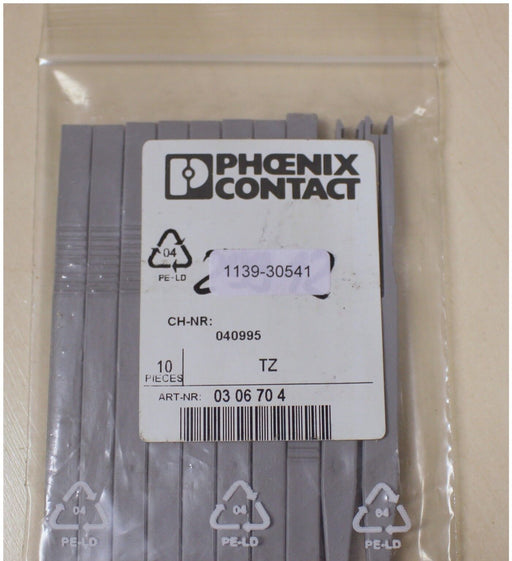 PHŒNIX
CONTACT
04
PE-LD
1139-30541
CH-NR:
040995
10
PIECES
TZ
ART-NR: 03 06 70 4
04
PE-LD
04
PE-LD
04
PE-LD